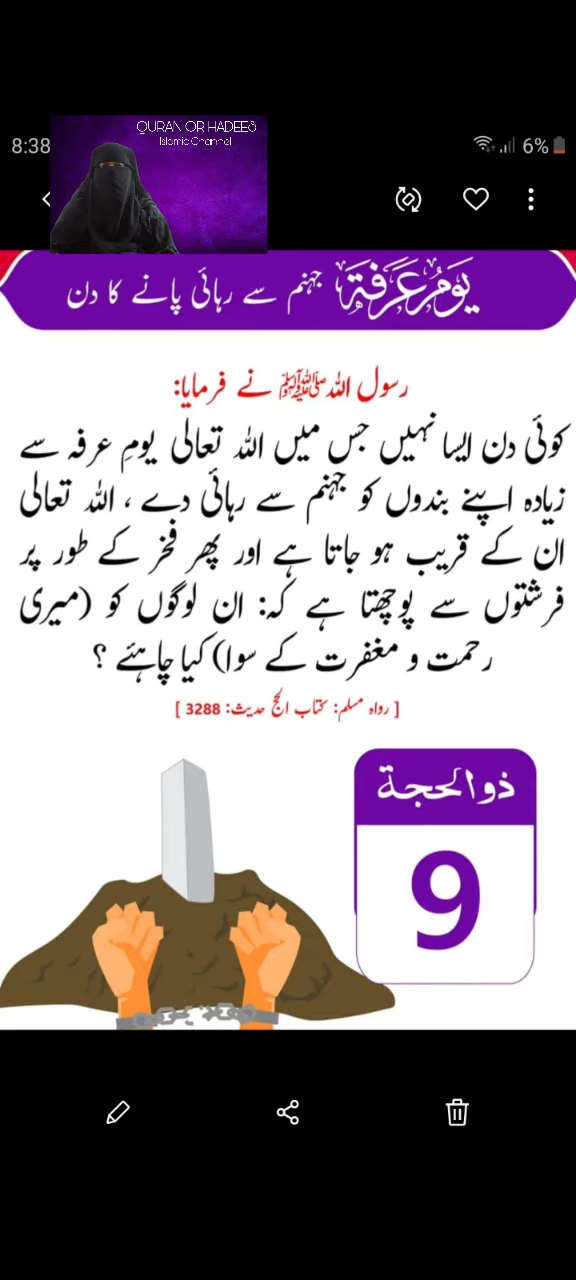 QURAN OR HADEES
Islamic Channel
8:38
6%
یَومُ عَرَفَة جہنم سے رہائی پانے کا دن
رسول اللہ ﷺ نے فرمایا:
کوئی دن ایسا نہیں جس میں اللہ تعالی یومِ عرفہ سے
زیادہ اپنے بندوں کو جہنم سے رہائی دے ، اللہ تعالی
ان کے قریب ہو جاتا ہے اور پھر فخر کے طور پر
فرشتوں سے پوچھتا ہے کہ: ان لوگوں کو (میری
رحمت و مغفرت کے سوا) کیا چاہئے ؟
[ رواہ مسلم: کتاب الحج حدیث: 3288 ]
ذوالحجة
9